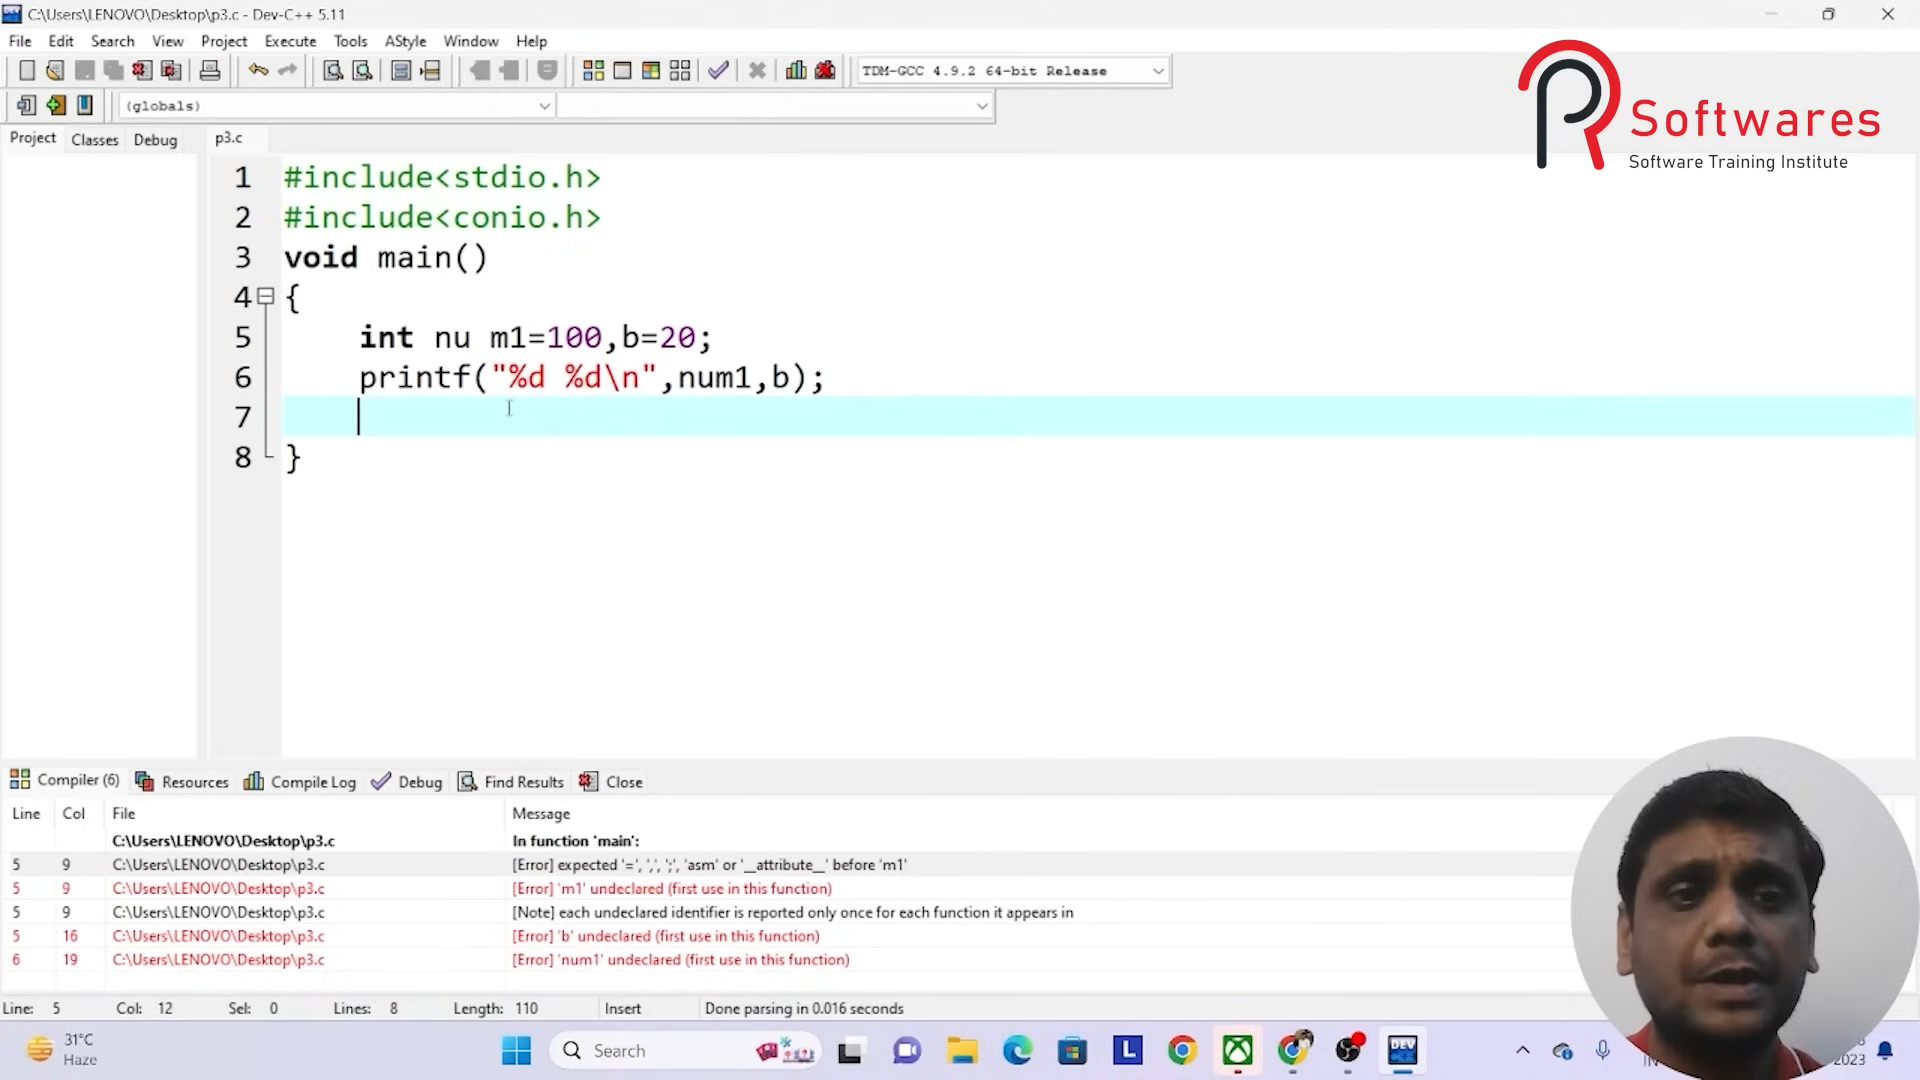 C:\Users\LENOVO\Desktop\p3.c - Dev-C++ 5.11
File Edit Search View Project Execute Tools AStyle Window Help
TDM-GCC 4.9.2 64-bit Release
(globals)
Project Classes Debug p3.c
Softwares
Software Training Institute
1 #include<stdio.h>
2 #include<conio.h>
3 void main()
4 {
5 int nu m1=100,b=20;
6 printf("%d %d\n",num1,b);
7
8 }
Compiler (6) Resources Compile Log Debug Find Results Close
Line Col File Message
C:\Users\LENOVO\Desktop\p3.c In function 'main':
5 9 C:\Users\LENOVO\Desktop\p3.c [Error] expected '=', ',', ';', 'asm' or '__attribute__' before 'm1'
5 9 C:\Users\LENOVO\Desktop\p3.c [Error] 'm1' undeclared (first use in this function)
5 9 C:\Users\LENOVO\Desktop\p3.c [Note] each undeclared identifier is reported only once for each function it appears in
5 16 C:\Users\LENOVO\Desktop\p3.c [Error] 'b' undeclared (first use in this function)
6 19 C:\Users\LENOVO\Desktop\p3.c [Error] 'num1' undeclared (first use in this function)
Line: 5 Col: 12 Sel: 0 Lines: 8 Length: 110 Insert Done parsing in 0.016 seconds
31°C
Haze
Search
L
DEV
2023